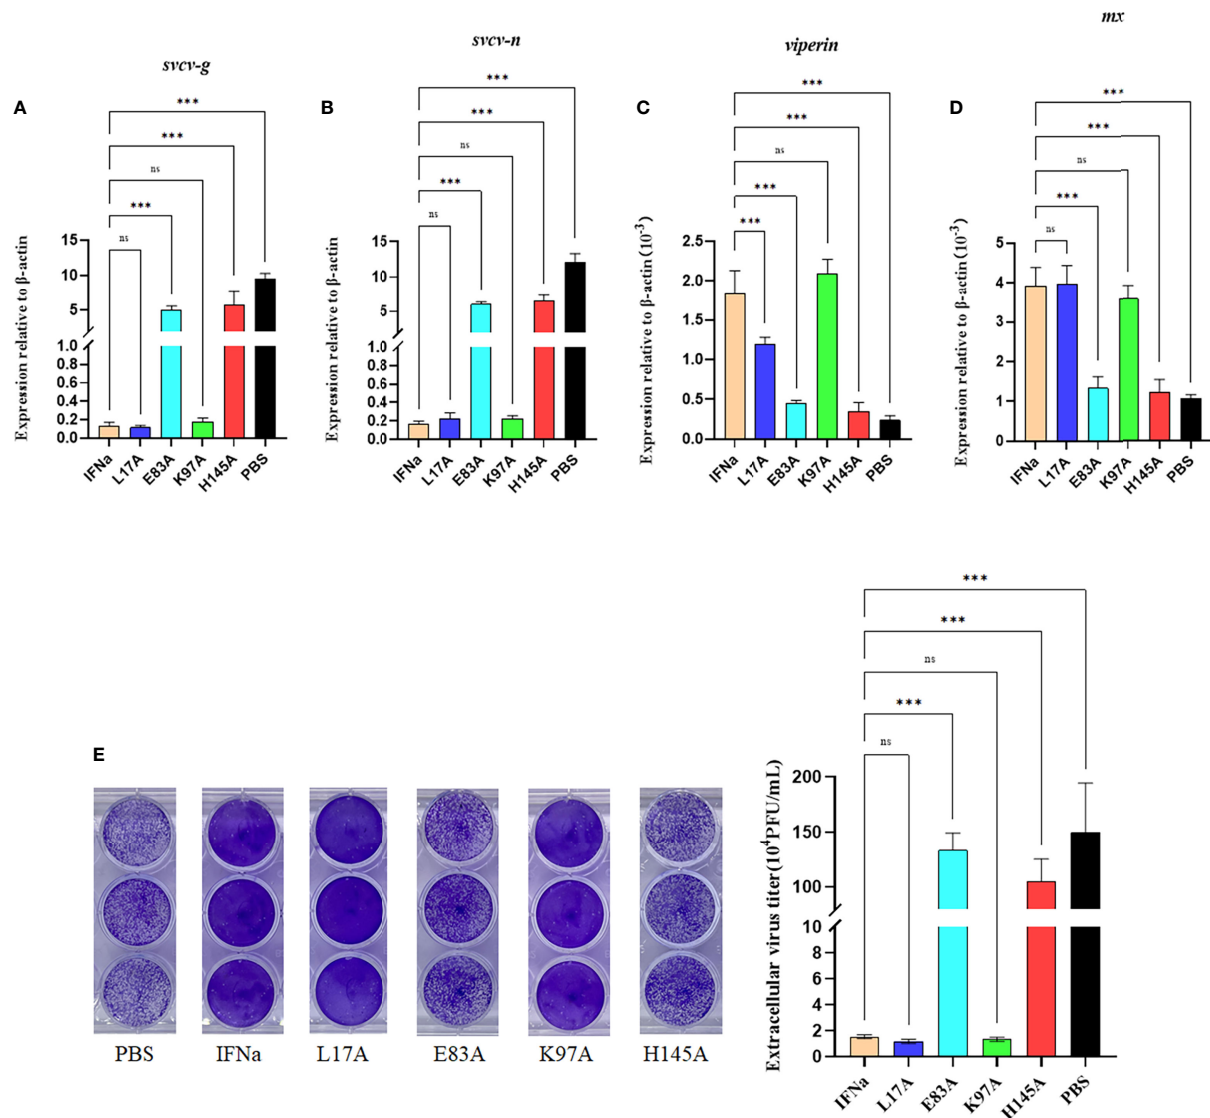 svcv-g
A
***
***
ns
***
ns
Expression relative to β-actin
15
10
5
1.0
0.8
0.6
0.4
0.2
0.0
IFNa
L17A
E83A
K97A
H145A
PBS
svcv-n
B
***
***
ns
***
ns
Expression relative to β-actin
15
10
5
1.0
0.8
0.6
0.4
0.2
0.0
IFNa
L17A
E83A
K97A
H145A
PBS
viperin
C
***
***
ns
***
***
Expression relative to β-actin (10⁻³)
2.5
2.0
1.5
1.0
0.5
0.0
IFNa
L17A
E83A
K97A
H145A
PBS
mx
D
***
***
ns
***
ns
Expression relative to β-actin (10⁻³)
5
4
3
2
1
0
IFNa
L17A
E83A
K97A
H145A
PBS
E
PBS
IFNa
L17A
E83A
K97A
H145A
***
***
ns
***
ns
Extracellular virus titer (10⁴PFU/mL)
200
150
100
10
8
6
4
2
0
IFNa
L17A
E83A
K97A
H145A
PBS